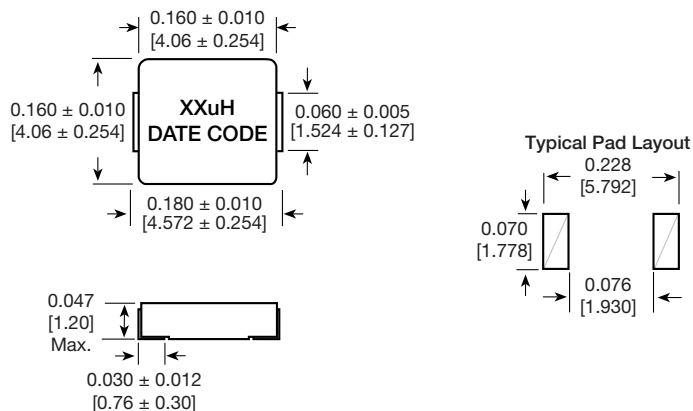 0.160 ± 0.010
[4.06 ± 0.254]
0.160 ± 0.010
[4.06 ± 0.254]
XXuH
DATE CODE
0.060 ± 0.005
[1.524 ± 0.127]
0.180 ± 0.010
[4.572 ± 0.254]
Typical Pad Layout
0.228
[5.792]
0.070
[1.778]
0.076
[1.930]
0.047
[1.20]
Max.
0.030 ± 0.012
[0.76 ± 0.30]